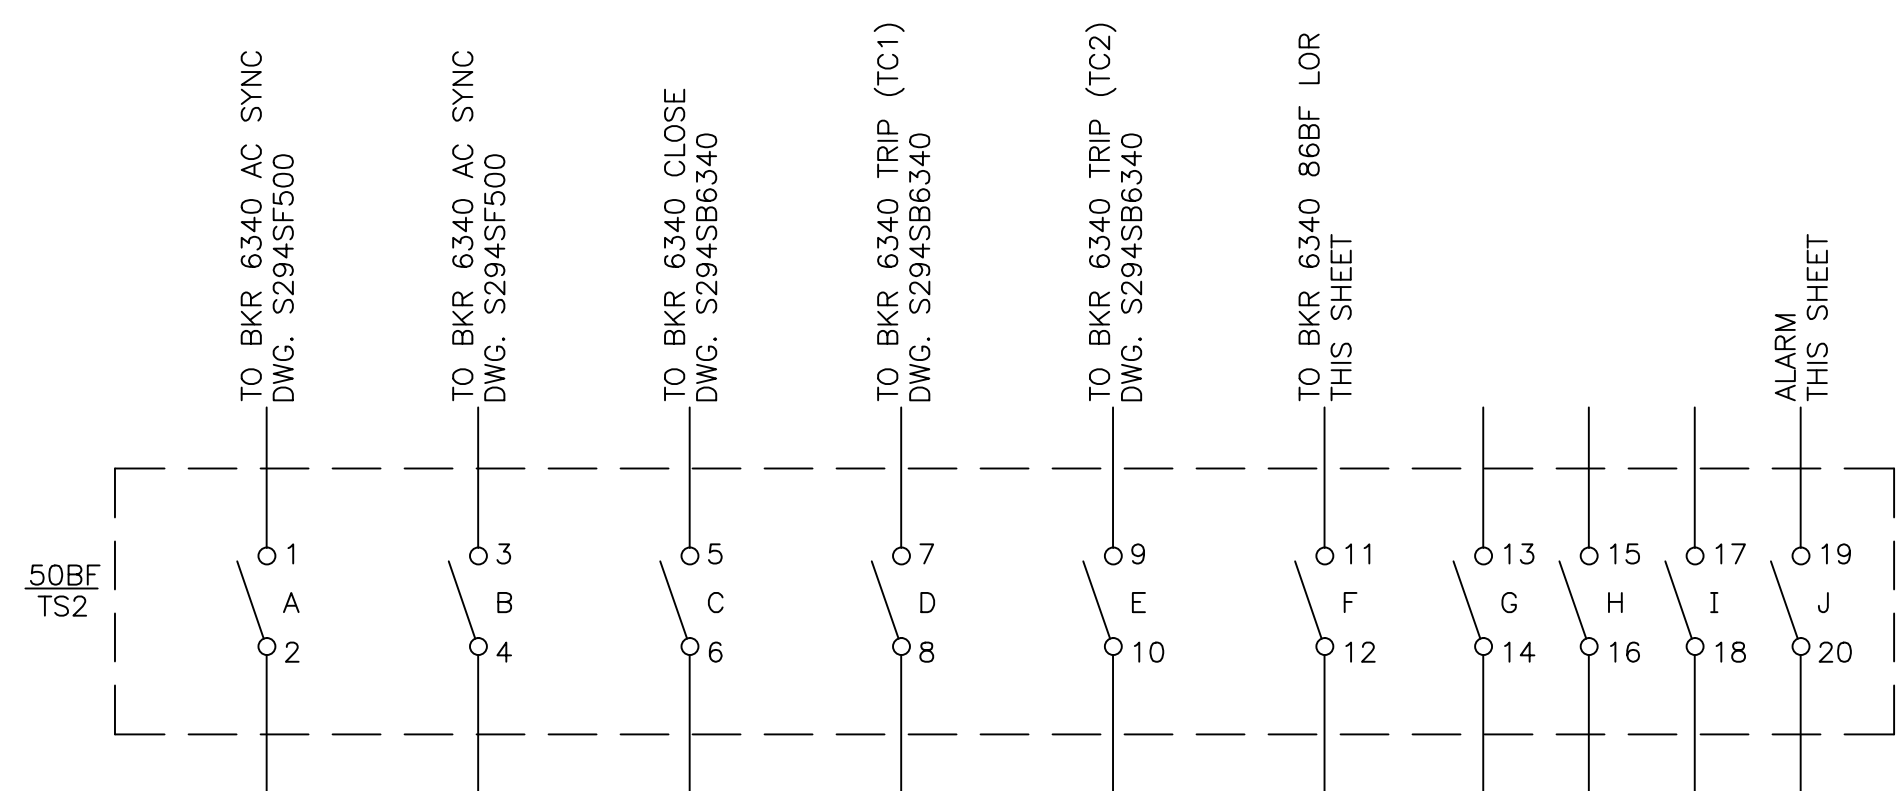 TO BKR 6340 AC SYNC
DWG. S294SF500
TO BKR 6340 AC SYNC
DWG. S294SF500
TO BKR 6340 CLOSE
DWG. S294SB6340
TO BKR 6340 TRIP (TC1)
DWG. S294SB6340
TO BKR 6340 TRIP (TC2)
DWG. S294SB6340
TO BKR 6340 86BF LOR
THIS SHEET
ALARM
THIS SHEET
50BF
TS2
1
A
2
3
B
4
5
C
6
7
D
8
9
E
10
11
F
12
13
G
14
15
H
16
17
I
18
19
J
20